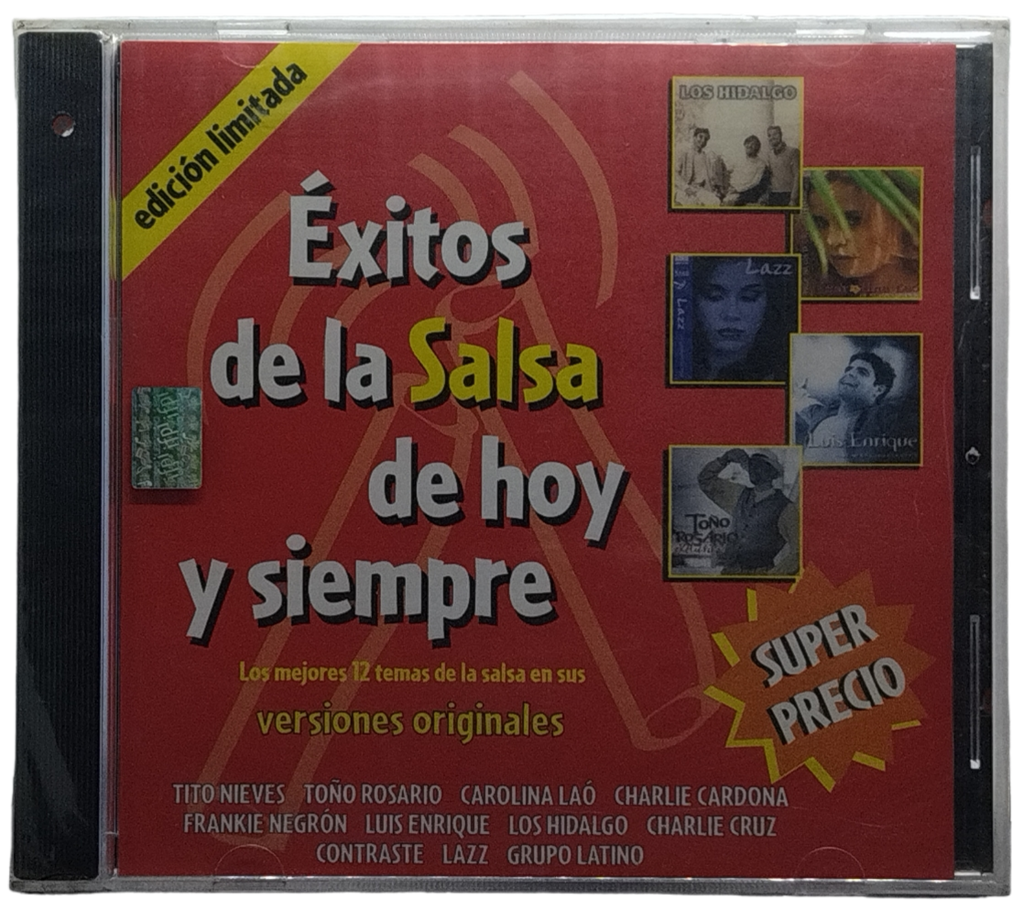 edición limitada
Éxitos
de la Salsa
de hoy
y siempre
Los mejores 12 temas de la salsa en sus
versiones originales
LOS HIDALGO
Lazz
Luis Enrique
TOÑO
ROSARIO
SUPER
PRECIO
TITO NIEVES TOÑO ROSARIO CAROLINA LAÓ CHARLIE CARDONA
FRANKIE NEGRÓN LUIS ENRIQUE LOS HIDALGO CHARLIE CRUZ
CONTRASTE LAZZ GRUPO LATINO